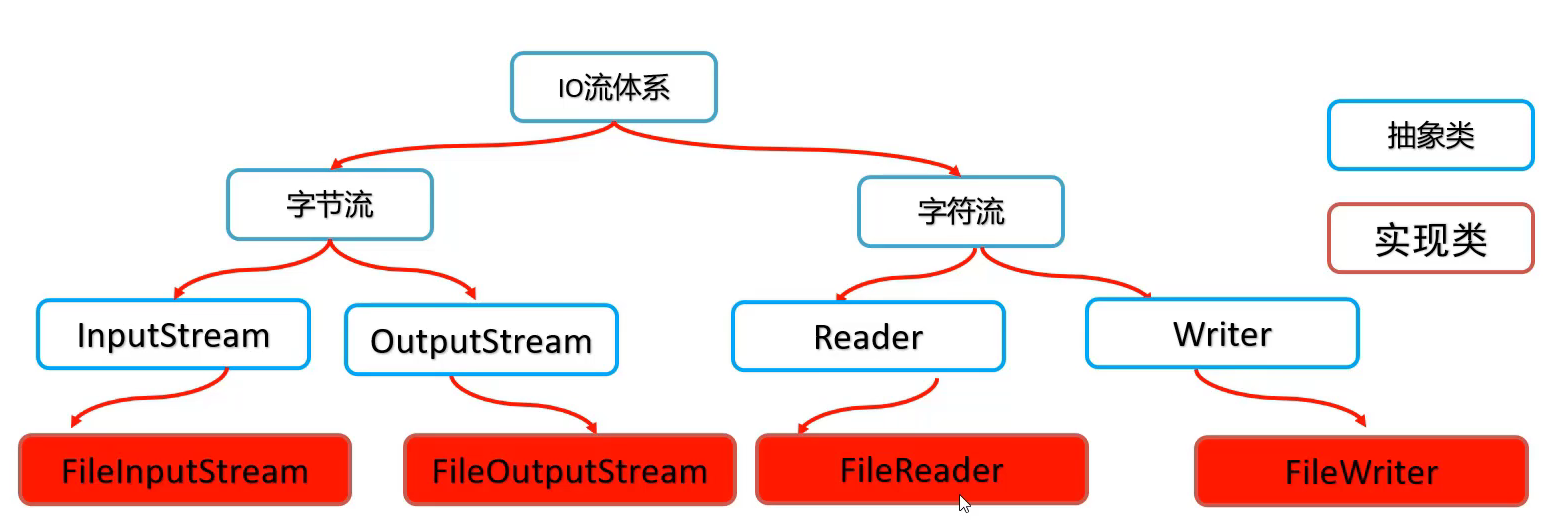 IO流体系
抽象类
字节流
字符流
实现类
InputStream
OutputStream
Reader
Writer
FileInputStream
FileOutputStream
FileReader
FileWriter